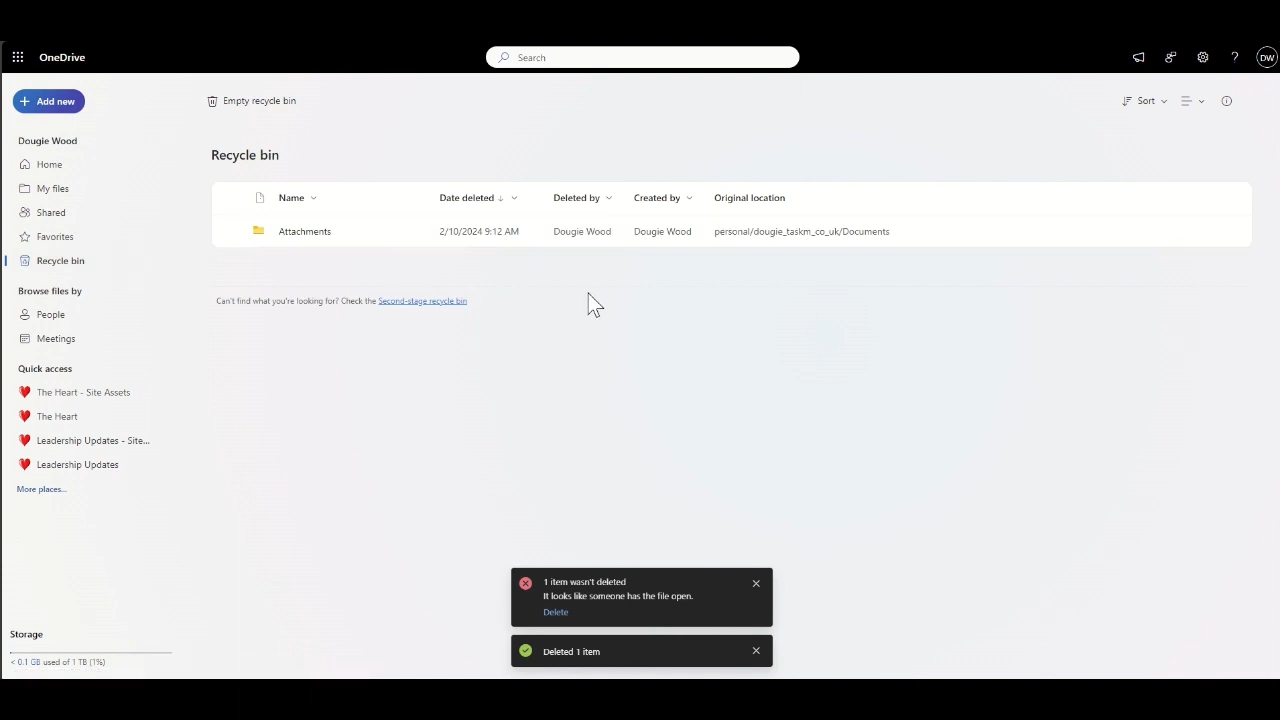 OneDrive
Search
?
DW
+ Add new
Empty recycle bin
Sort
Dougie Wood
Home
My files
Shared
Favorites
Recycle bin
Browse files by
People
Meetings
Quick access
The Heart - Site Assets
The Heart
Leadership Updates - Site...
Leadership Updates
More places...
Storage
< 0.1 GB used of 1 TB (1%)
Recycle bin
Name Date deleted ↓ Deleted by Created by Original location
Attachments 2/10/2024 9:12 AM Dougie Wood Dougie Wood personal/dougie_taskm_co_uk/Documents
Can't find what you're looking for? Check the Second-stage recycle bin
1 item wasn't deleted
It looks like someone has the file open.
Delete
Deleted 1 item